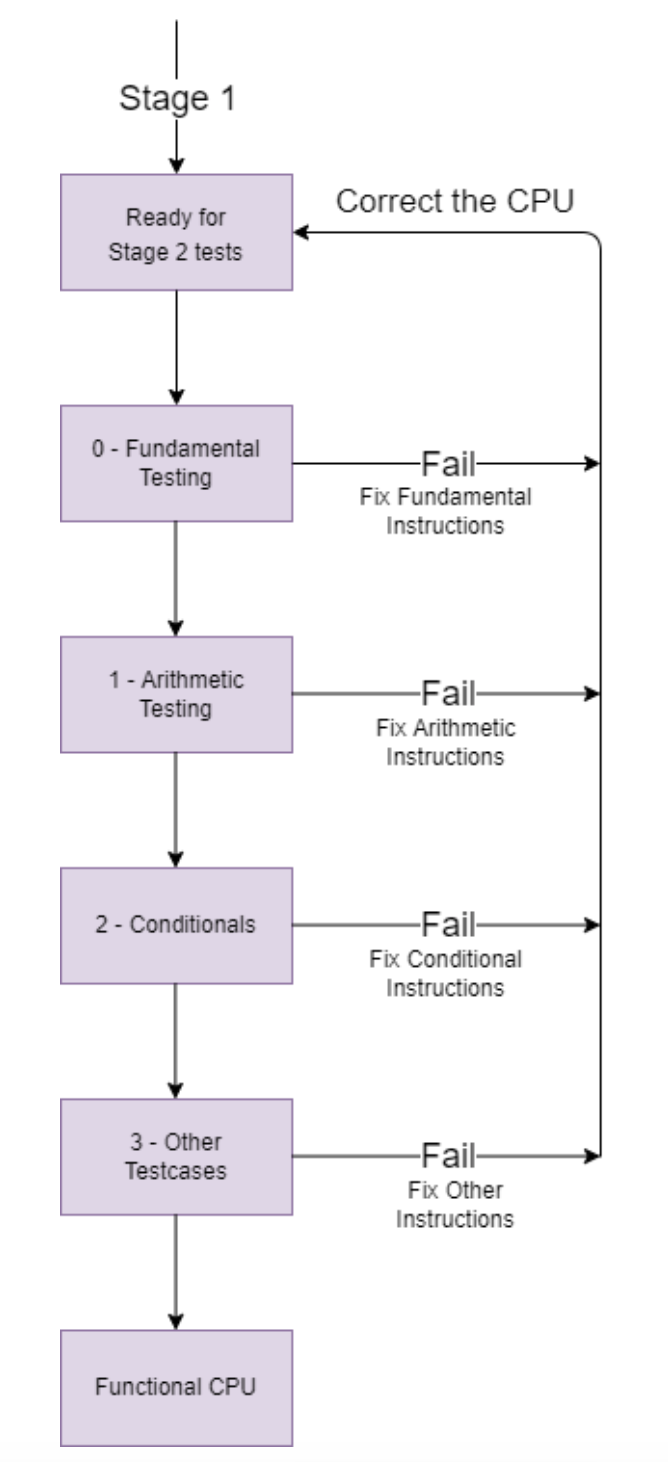 Stage 1
Ready for
Stage 2 tests
Correct the CPU
0 - Fundamental
Testing
Fail
Fix Fundamental
Instructions
1 - Arithmetic
Testing
Fail
Fix Arithmetic
Instructions
2 - Conditionals
Fail
Fix Conditional
Instructions
3 - Other
Testcases
Fail
Fix Other
Instructions
Functional CPU